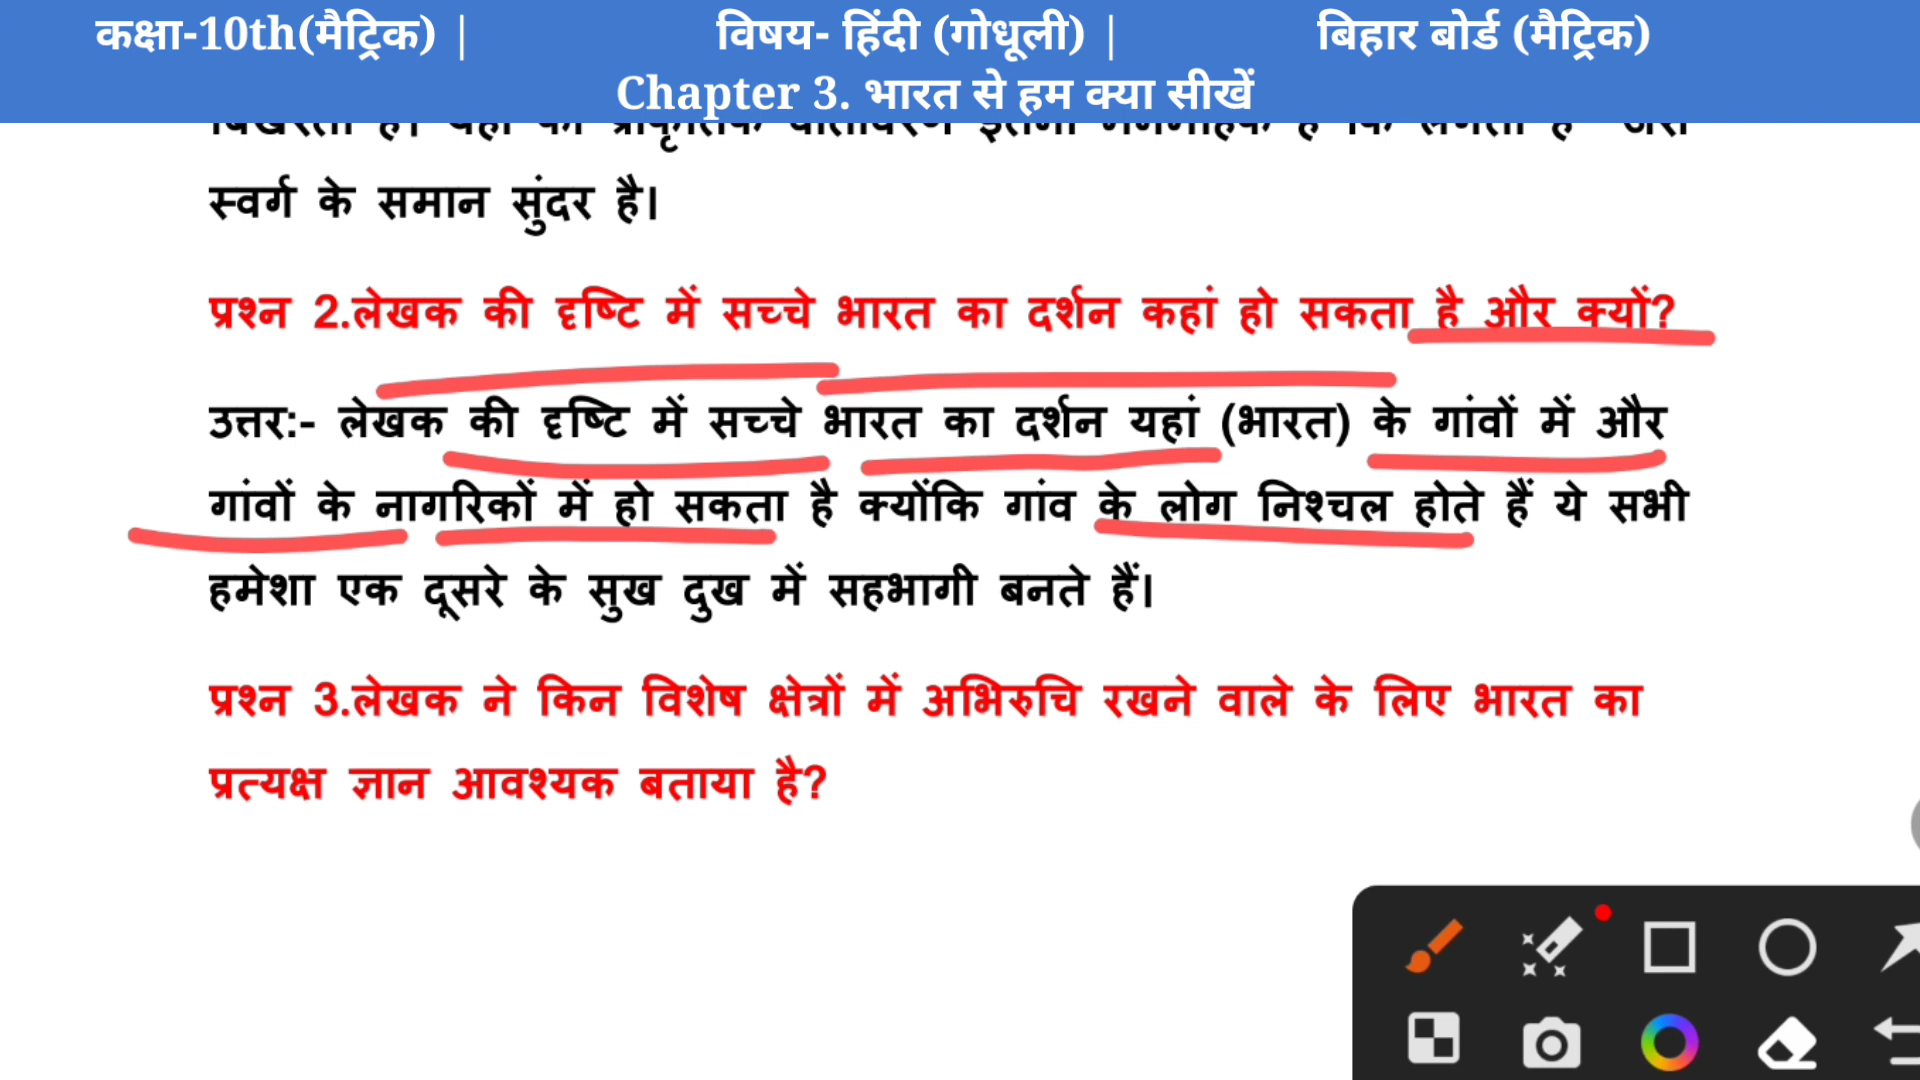 कक्षा-10th(मैट्रिक) | विषय- हिंदी (गोधूली) | बिहार बोर्ड (मैट्रिक)
Chapter 3. भारत से हम क्या सीखें
स्वर्ग के समान सुंदर है।
प्रश्न 2.लेखक की दृष्टि में सच्चे भारत का दर्शन कहां हो सकता है और क्यों?
उत्तर:- लेखक की दृष्टि में सच्चे भारत का दर्शन यहां (भारत) के गांवों में और
गांवों के नागरिकों में हो सकता है क्योंकि गांव के लोग निश्चल होते हैं ये सभी
हमेशा एक दूसरे के सुख दुख में सहभागी बनते हैं।
प्रश्न 3.लेखक ने किन विशेष क्षेत्रों में अभिरुचि रखने वाले के लिए भारत का
प्रत्यक्ष ज्ञान आवश्यक बताया है?